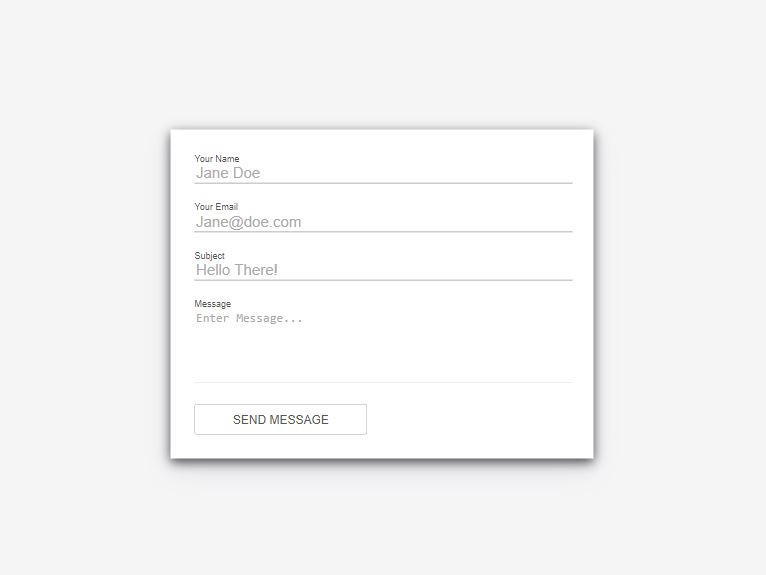 Your Name
Jane Doe
Your Email
Jane@doe.com
Subject
Hello There!
Message
Enter Message...
SEND MESSAGE